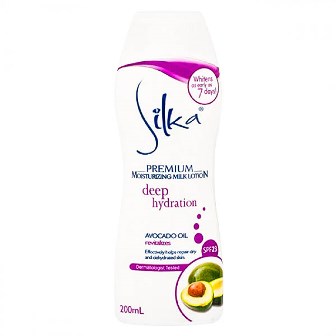 Whitens
as early as
7 days!
Silka®
PREMIUM
MOISTURIZING MILK LOTION
deep
hydration
AVOCADO OIL
revitalizes
Effectively helps repair dry
and dehydrated skin
Dermatologist Tested
SPF23
200mL